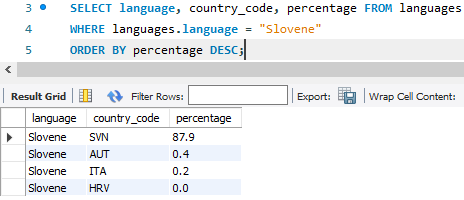 3 SELECT language, country_code, percentage FROM languages
4 WHERE languages.language = "Slovene"
5 ORDER BY percentage DESC;
Result Grid Filter Rows: Export: Wrap Cell Content:
language country_code percentage
Slovene SVN 87.9
Slovene AUT 0.4
Slovene ITA 0.2
Slovene HRV 0.0